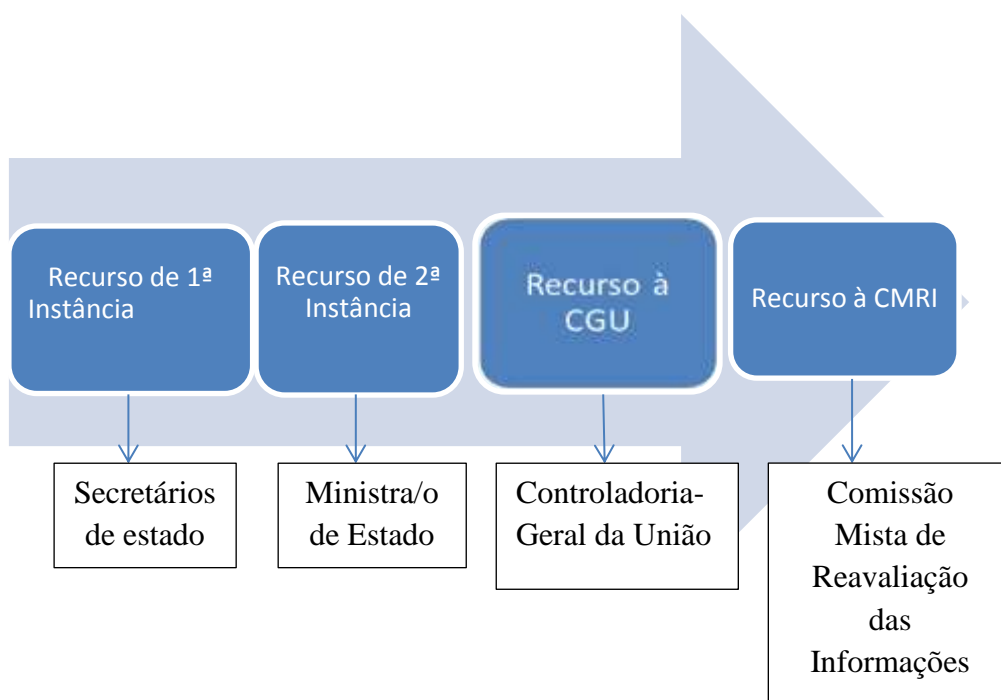 Recurso de 1ª
Instância
Recurso de 2ª
Instância
Recurso à
CGU
Recurso à CMRI
Secretários
de estado
Ministra/o
de Estado
Controladoria-
Geral da União
Comissão
Mista de
Reavaliação
das
Informações